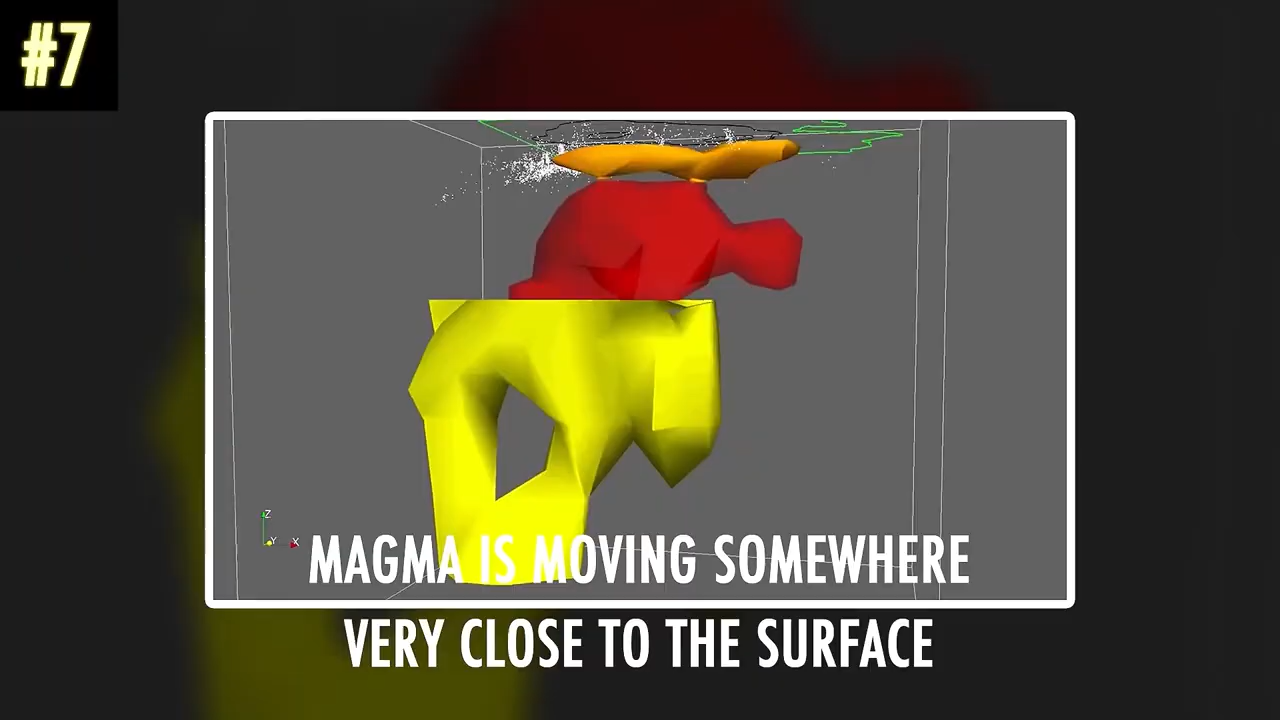 #7
Z
Y X
MAGMA IS MOVING SOMEWHERE
VERY CLOSE TO THE SURFACE